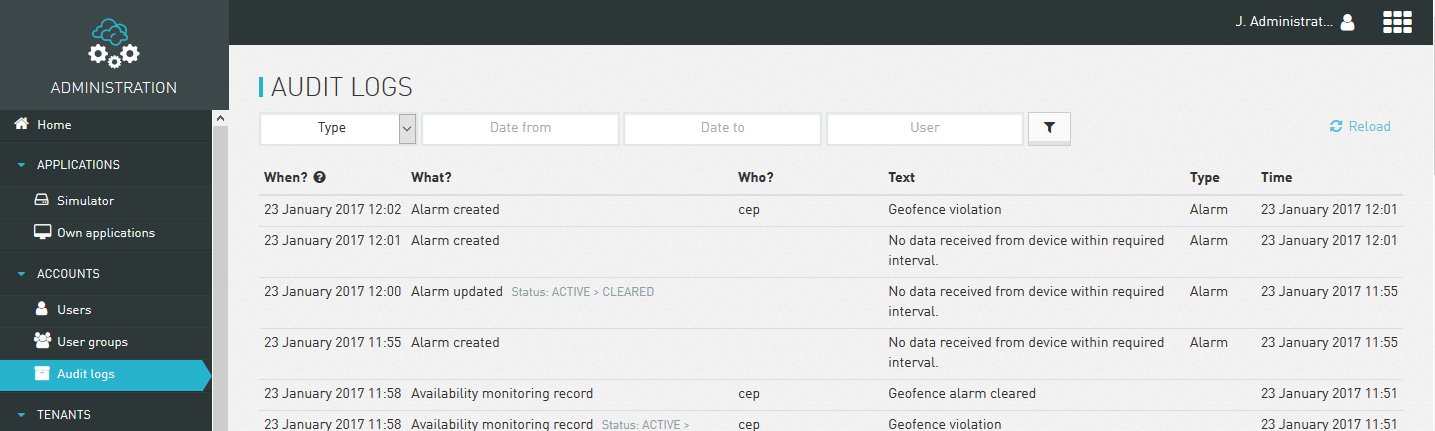 J. Administrat...
ADMINISTRATION
Home
APPLICATIONS
Simulator
Own applications
ACCOUNTS
Users
User groups
Audit logs
TENANTS
AUDIT LOGS
Type Date from Date to User Reload
When? What? Who? Text Type Time
23 January 2017 12:02 Alarm created cep Geofence violation Alarm 23 January 2017 12:01
23 January 2017 12:01 Alarm created No data received from device within required Alarm 23 January 2017 12:01
interval.
23 January 2017 12:00 Alarm updated Status: ACTIVE > CLEARED No data received from device within required Alarm 23 January 2017 11:55
interval.
23 January 2017 11:55 Alarm created No data received from device within required Alarm 23 January 2017 11:55
interval.
23 January 2017 11:58 Availability monitoring record cep Geofence alarm cleared 23 January 2017 11:51
23 January 2017 11:58 Availability monitoring record Status: ACTIVE > cep Geofence violation 23 January 2017 11:51